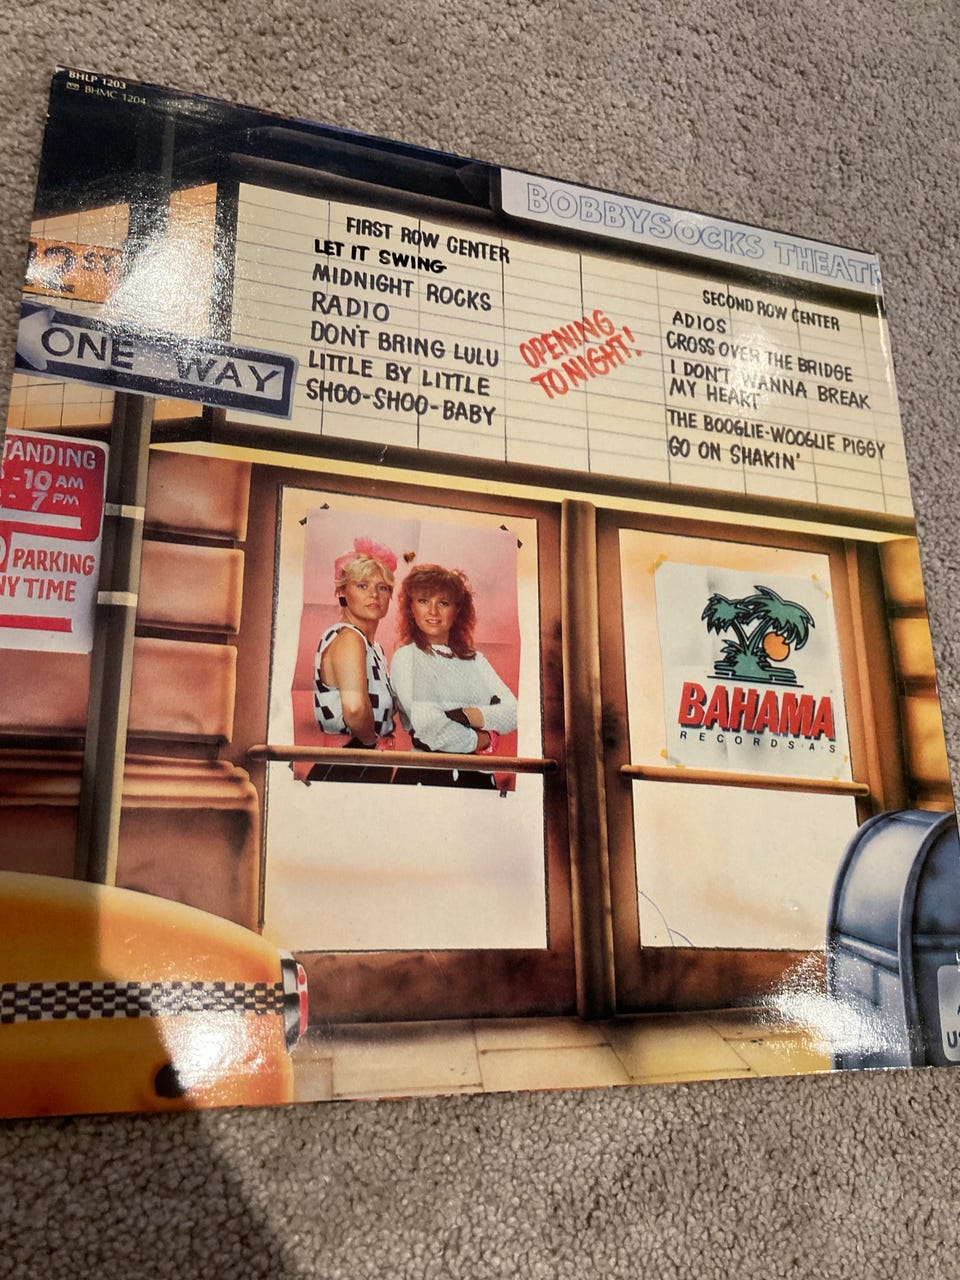 BHLP 1203
BHMC 1204
BOBBYSOCKS THEAT
12 ST
ONE WAY
FIRST ROW CENTER
LET IT SWING
MIDNIGHT ROCKS
RADIO
DON'T BRING LULU
LITTLE BY LITTLE
SHOO-SHOO-BABY
OPENING
TO NIGHT!
SECOND ROW CENTER
ADIOS
CROSS OVER THE BRIDGE
I DON'T WANNA BREAK
MY HEART
THE BOOGLIE-WOOGLIE PIGGY
GO ON SHAKIN'
TANDING
-10 AM
- 7 PM
PARKING
NY TIME
BAHAMA
RECORDS·A·S